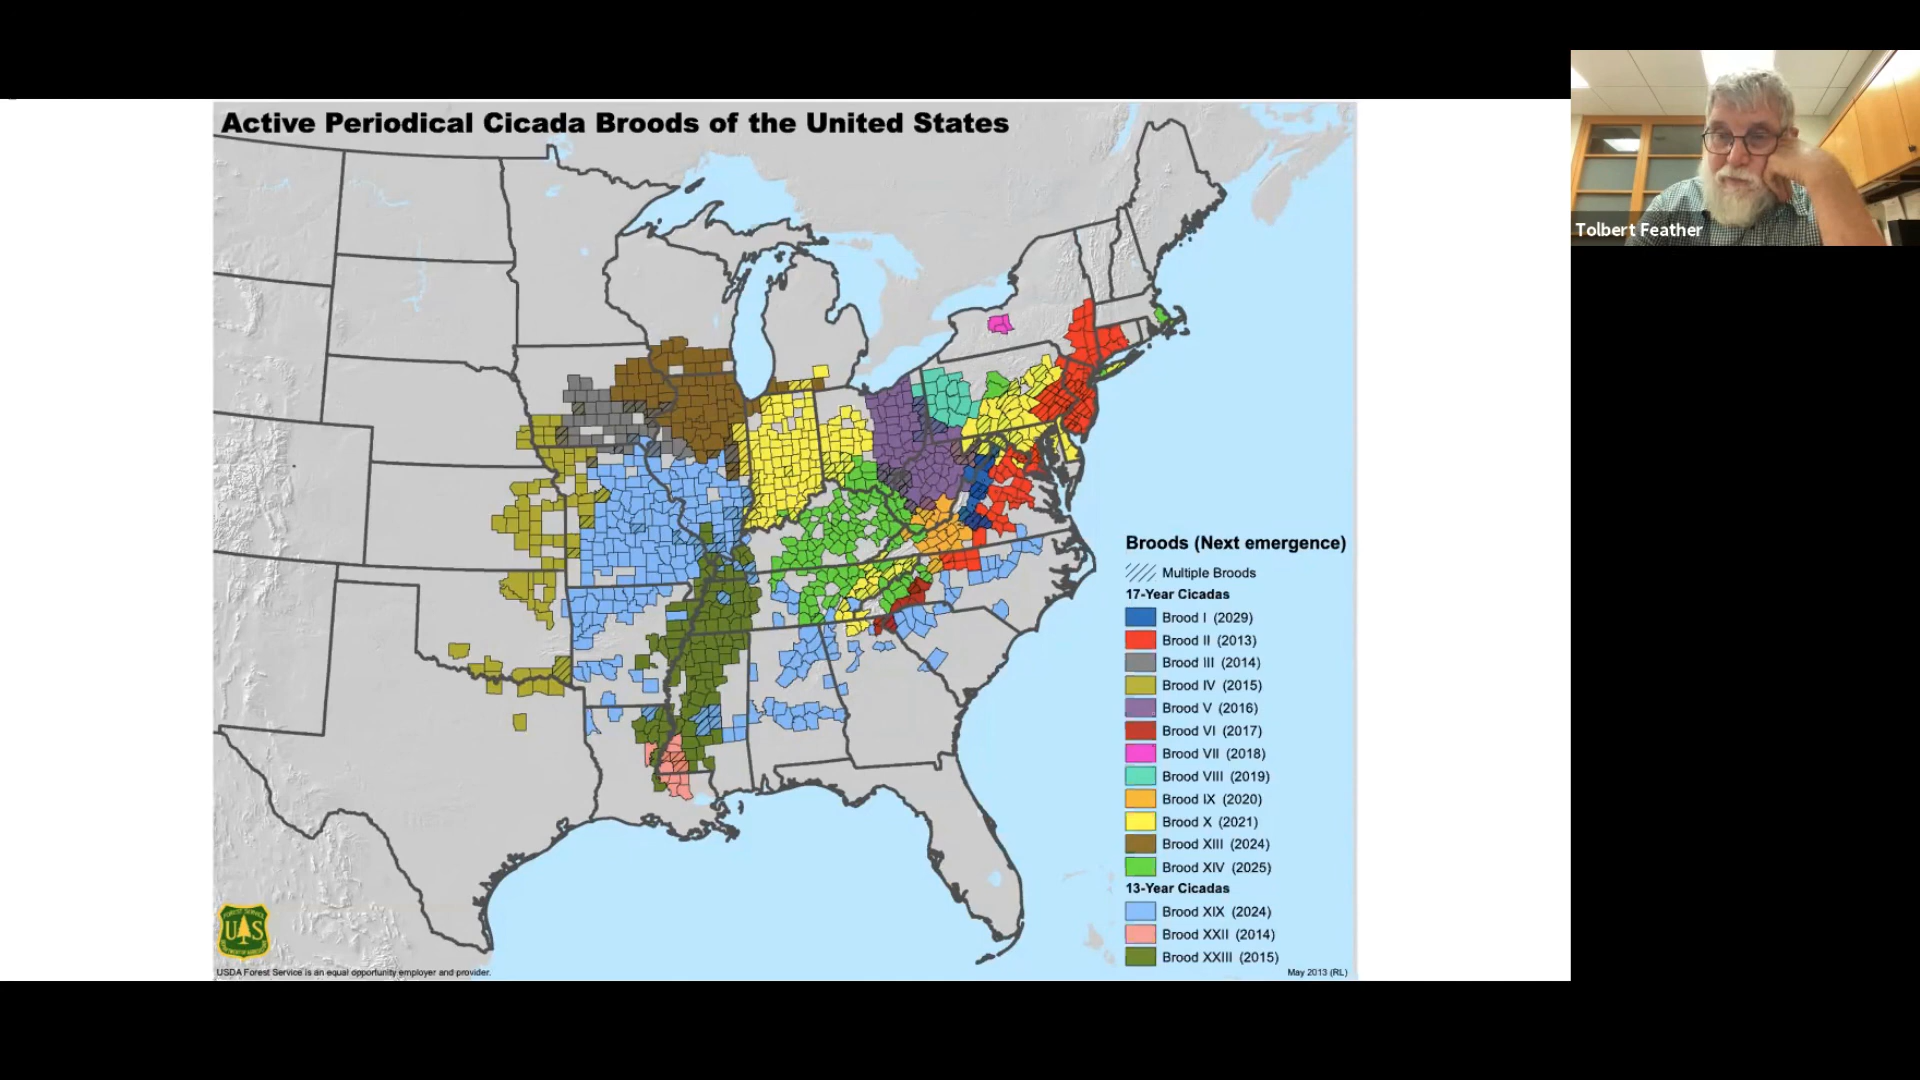 Active Periodical Cicada Broods of the United States
Tolbert Feather
Broods (Next emergence)
Multiple Broods
17-Year Cicadas
Brood I (2029)
Brood II (2013)
Brood III (2014)
Brood IV (2015)
Brood V (2016)
Brood VI (2017)
Brood VII (2018)
Brood VIII (2019)
Brood IX (2020)
Brood X (2021)
Brood XIII (2024)
Brood XIV (2025)
13-Year Cicadas
Brood XIX (2024)
Brood XXII (2014)
Brood XXIII (2015)
FOREST SERVICE
U S
USDA Forest Service is an equal opportunity employer and provider.
May 2013 (RL)